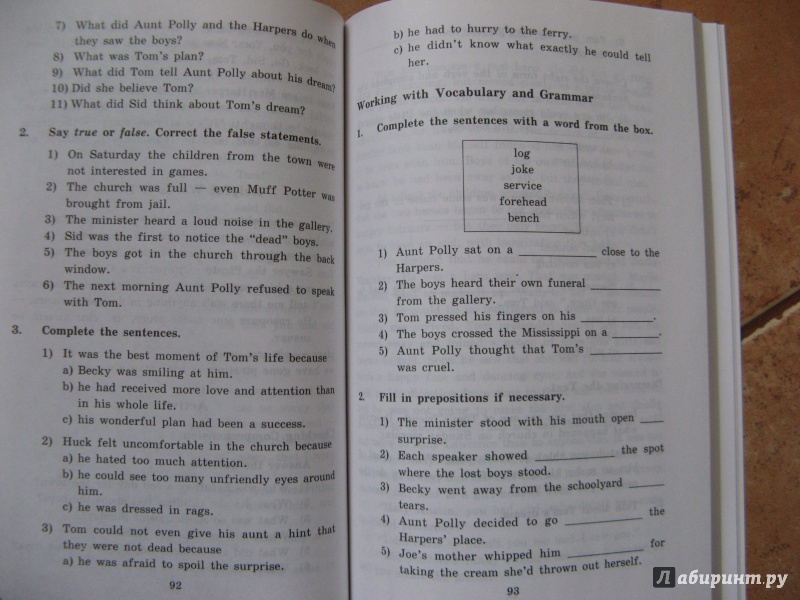 7) What did Aunt Polly and the Harpers do when
they saw the boys?
8) What was Tom's plan?
9) What did Tom tell Aunt Polly about his dream?
10) Did she believe Tom?
11) What did Sid think about Tom's dream?
2. Say true or false. Correct the false statements.
1) On Saturday the children from the town were
not interested in games.
2) The church was full — even Muff Potter was
brought from jail.
3) The minister heard a loud noise in the gallery.
4) Sid was the first to notice the "dead" boys.
5) The boys got in the church through the back
window.
6) The next morning Aunt Polly refused to speak
with Tom.
3. Complete the sentences.
1) It was the best moment of Tom's life because
a) Becky was smiling at him.
b) he had received more love and attention than
in his whole life.
c) his wonderful plan had been a success.
2) Huck felt uncomfortable in the church because
a) he hated too much attention.
b) he could see too many unfriendly eyes around
him.
c) he was dressed in rags.
3) Tom could not even give his aunt a hint that
they were not dead because
a) he was afraid to spoil the surprise.
92
b) he had to hurry to the ferry.
c) he didn't know what exactly he could tell
her.
Working with Vocabulary and Grammar
1. Complete the sentences with a word from the box.
log
joke
service
forehead
bench
1) Aunt Polly sat on a ____________ close to the
Harpers.
2) The boys heard their own funeral __________
from the gallery.
3) Tom pressed his fingers on his __________.
4) The boys crossed the Mississippi on a _______.
5) Aunt Polly thought that Tom's __________
was cruel.
2. Fill in prepositions if necessary.
1) The minister stood with his mouth open ____
surprise.
2) Each speaker showed ____________ the spot
where the lost boys stood.
3) Becky went away from the schoolyard _____
tears.
4) Aunt Polly decided to go ____________ the
Harpers' place.
5) Joe's mother whipped him ____________ for
taking the cream she'd thrown out herself.
93
Лабиринт.ру